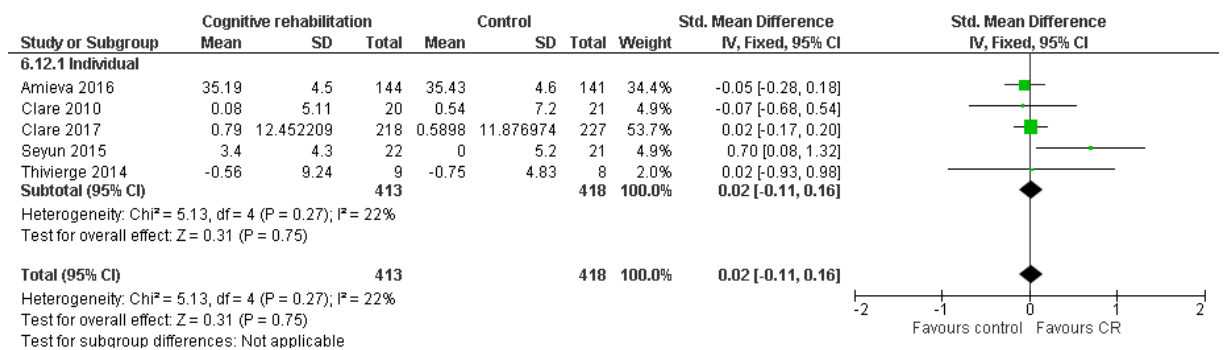 Cognitive rehabilitation Control Std. Mean Difference Std. Mean Difference
Study or Subgroup Mean SD Total Mean SD Total Weight IV, Fixed, 95% CI IV, Fixed, 95% CI
6.12.1 Individual
Amieva 2016 35.19 4.5 144 35.43 4.6 141 34.4% -0.05 [-0.28, 0.18]
Clare 2010 0.08 5.11 20 0.54 7.2 21 4.9% -0.07 [-0.68, 0.54]
Clare 2017 0.79 12.452209 218 0.5898 11.876974 227 53.7% 0.02 [-0.17, 0.20]
Seyun 2015 3.4 4.3 22 0 5.2 21 4.9% 0.70 [0.08, 1.32]
Thivierge 2014 -0.56 9.24 9 -0.75 4.83 8 2.0% 0.02 [-0.93, 0.98]
Subtotal (95% CI) 413 418 100.0% 0.02 [-0.11, 0.16]
Heterogeneity: Chi² = 5.13, df = 4 (P = 0.27); I² = 22%
Test for overall effect: Z = 0.31 (P = 0.75)
Total (95% CI) 413 418 100.0% 0.02 [-0.11, 0.16]
Heterogeneity: Chi² = 5.13, df = 4 (P = 0.27); I² = 22%
Test for overall effect: Z = 0.31 (P = 0.75)
Test for subgroup differences: Not applicable
-2 -1 0 1 2
Favours control Favours CR